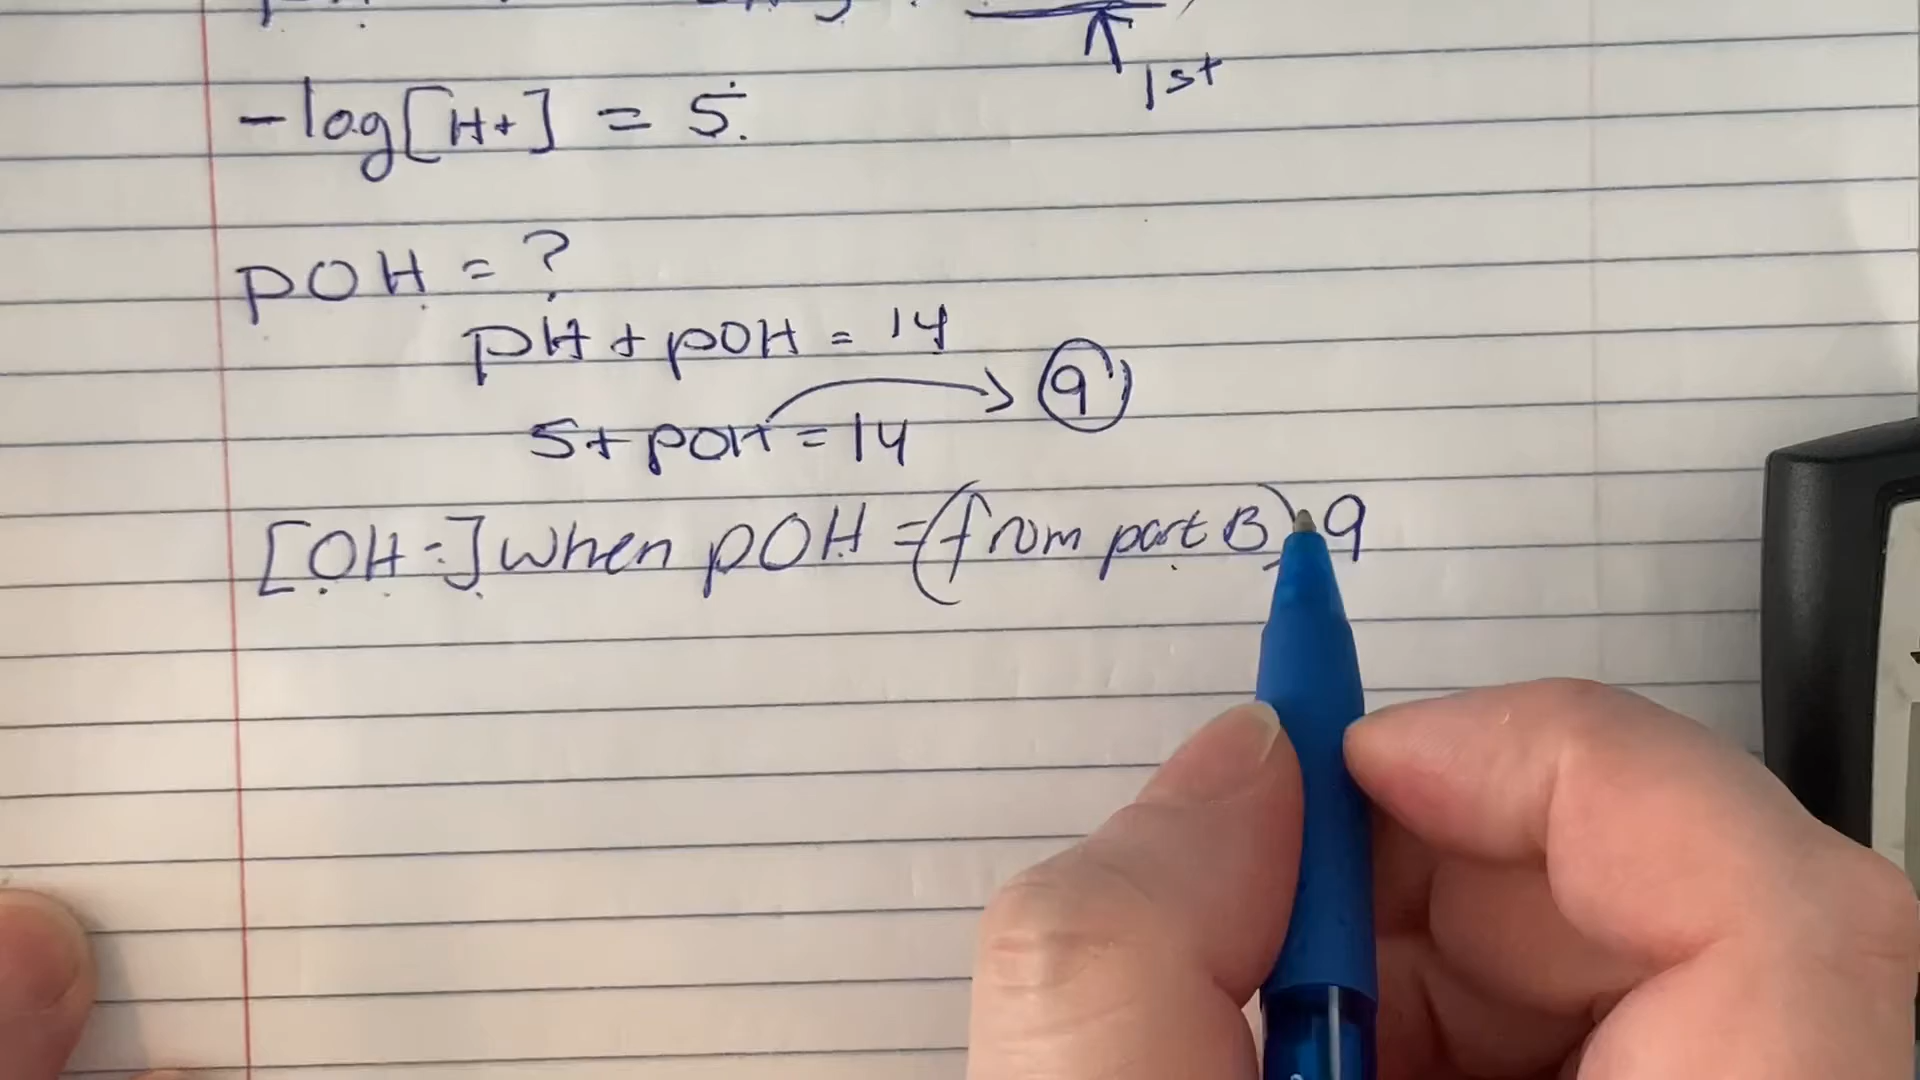 1st
-log[H+] = 5.
pOH = ?
pH + pOH = 14
9
5 + pOH = 14
[OH-] when pOH = (from part B) 9